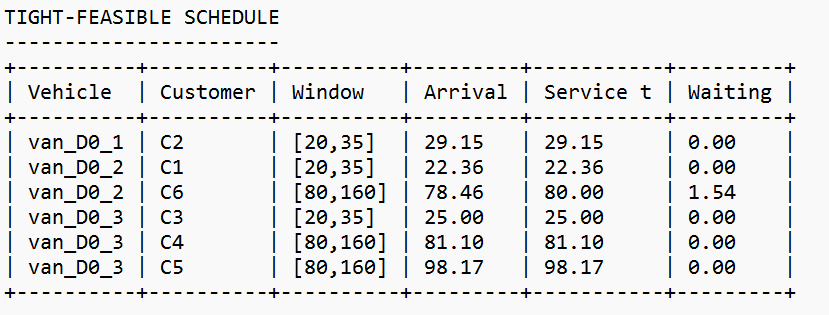 TIGHT-FEASIBLE SCHEDULE
------------------------
+----------+----------+----------+---------+-----------+---------+
| Vehicle  | Customer | Window   | Arrival | Service t | Waiting |
+----------+----------+----------+---------+-----------+---------+
| van_D0_1 | C2       | [20,35]  | 29.15   | 29.15     | 0.00    |
| van_D0_2 | C1       | [20,35]  | 22.36   | 22.36     | 0.00    |
| van_D0_2 | C6       | [80,160] | 78.46   | 80.00     | 1.54    |
| van_D0_3 | C3       | [20,35]  | 25.00   | 25.00     | 0.00    |
| van_D0_3 | C4       | [80,160] | 81.10   | 81.10     | 0.00    |
| van_D0_3 | C5       | [80,160] | 98.17   | 98.17     | 0.00    |
+----------+----------+----------+---------+-----------+---------+